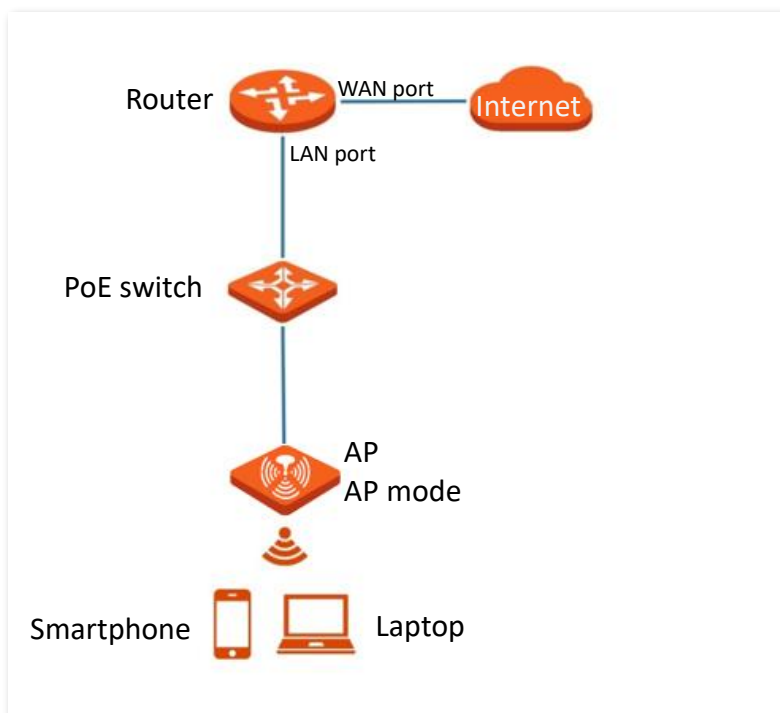 Router
WAN port
Internet
LAN port
PoE switch
AP
AP mode
Smartphone
Laptop